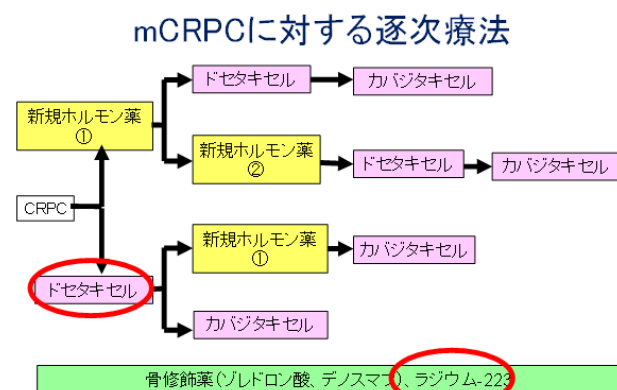 mCRPCに対する逐次療法
ドセタキセル
カバジタキセル
新規ホルモン薬
①
新規ホルモン薬
②
ドセタキセル
カバジタキセル
CRPC
新規ホルモン薬
①
カバジタキセル
ドセタキセル
カバジタキセル
骨修飾薬(ゾレドロン酸、デノスマブ)、ラジウム-223